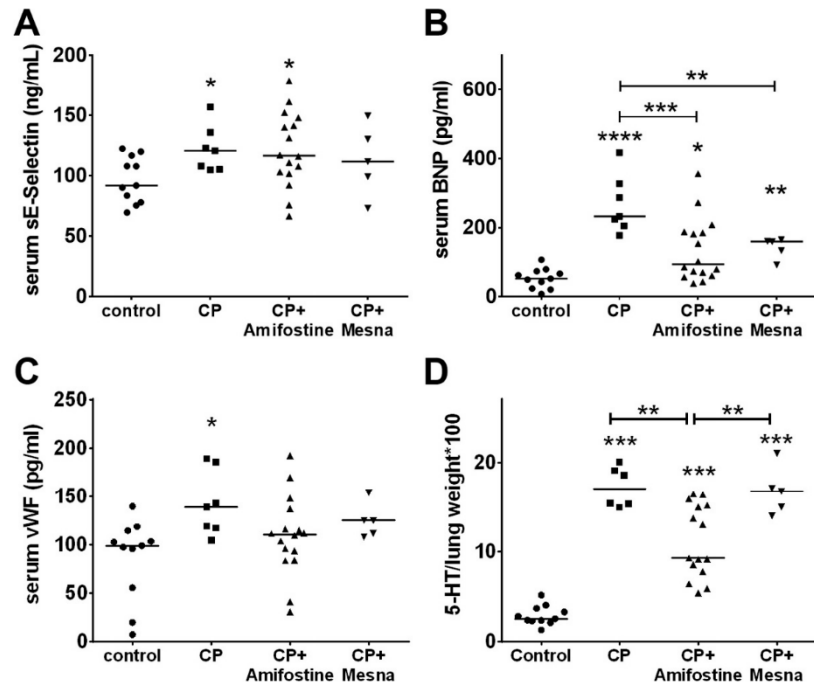 A
serum sE-Selectin (ng/mL)
200
150
100
50
0
*
*
control
CP
CP+
Amifostine
CP+
Mesna
B
serum BNP (pg/ml)
600
400
200
0
**
***
****
*
**
control
CP
CP+
Amifostine
CP+
Mesna
C
serum vWF (pg/ml)
250
200
150
100
50
0
*
control
CP
CP+
Amifostine
CP+
Mesna
D
5-HT/lung weight*100
20
10
0
**
**
***
***
***
Control
CP
CP+
Amifostine
CP+
Mesna